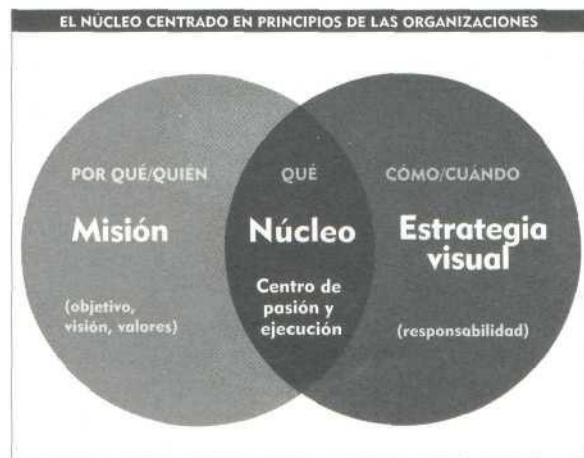 EL NÚCLEO CENTRADO EN PRINCIPIOS DE LAS ORGANIZACIONES
POR QUÉ/QUIÉN
Misión
(objetivo,
visión, valores)
QUÉ
Núcleo
Centro de
pasión y
ejecución
CÓMO/CUÁNDO
Estrategia
visual
(responsabilidad)